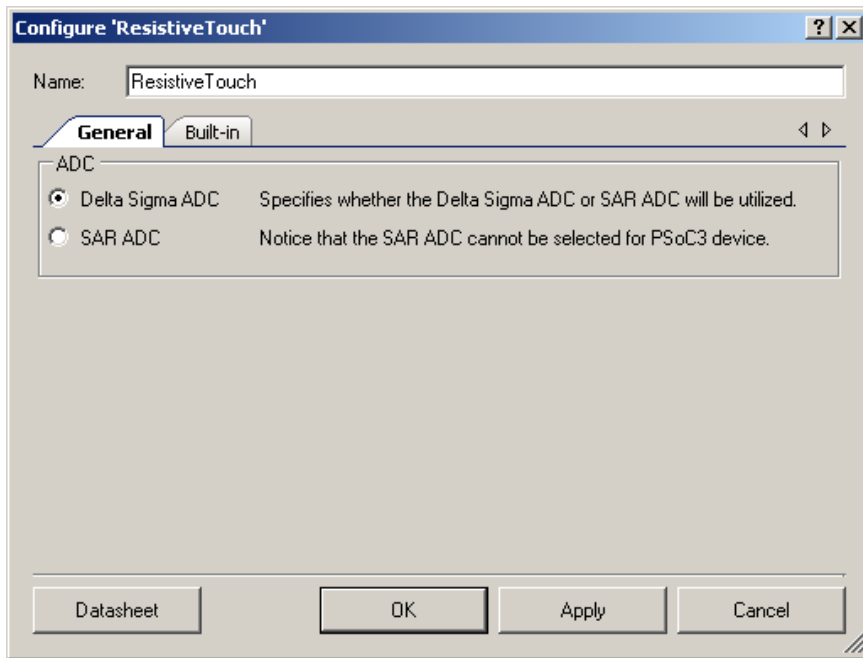 Configure 'ResistiveTouch'
Name: ResistiveTouch
General Built-in
ADC
Delta Sigma ADC Specifies whether the Delta Sigma ADC or SAR ADC will be utilized.
SAR ADC Notice that the SAR ADC cannot be selected for PSoC3 device.
Datasheet OK Apply Cancel